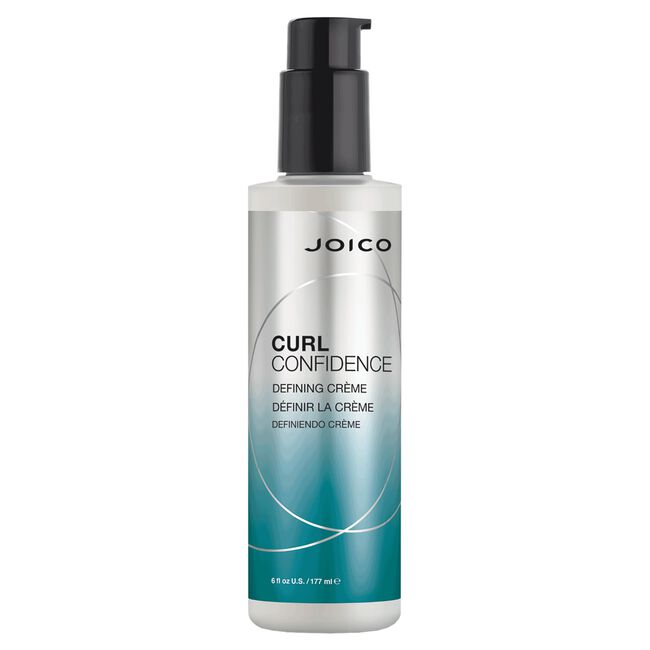 JOICO
CURL
CONFIDENCE
DEFINING CRÈME
DÉFINIR LA CRÈME
DEFINIENDO CRÈME
6 fl oz U.S. / 177 ml ℮